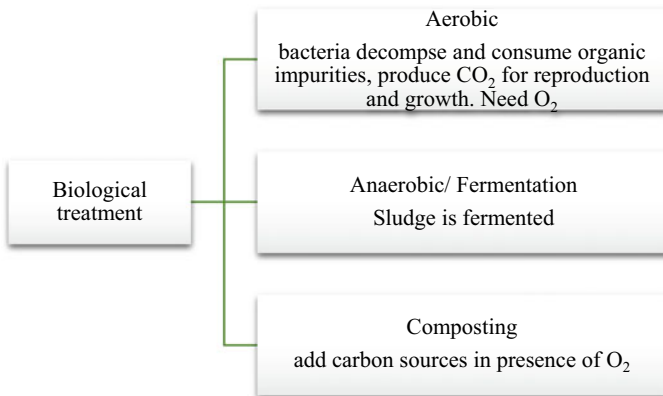 Aerobic
bacteria decompse and consume organic
impurities, produce CO₂ for reproduction
and growth. Need O₂
Biological
treatment
Anaerobic/ Fermentation
Sludge is fermented
Composting
add carbon sources in presence of O₂